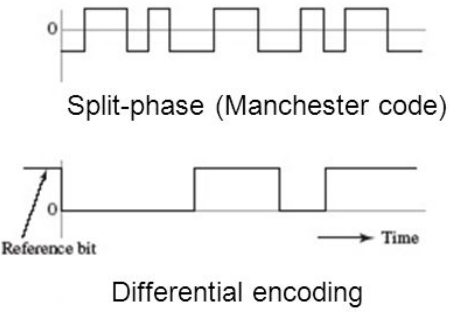 0
Split-phase (Manchester code)
0
Reference bit
Time
Differential encoding